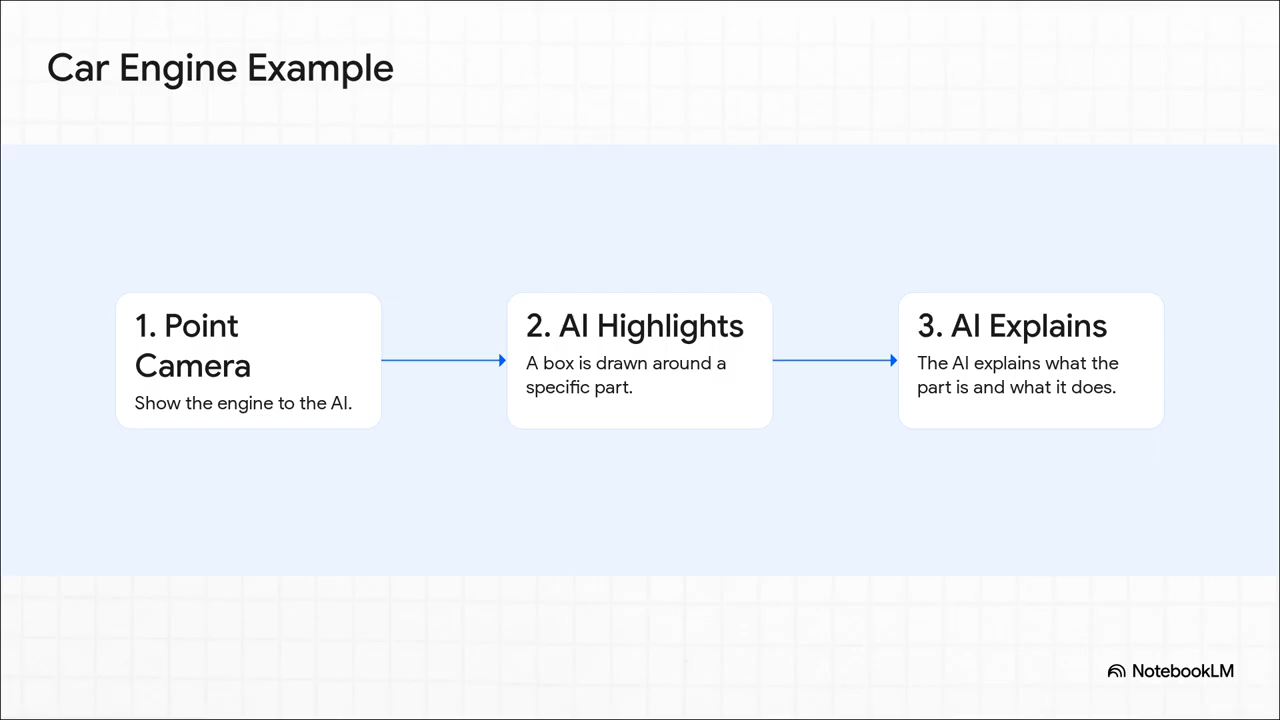 Car Engine Example
1. Point
Camera
Show the engine to the AI.
2. AI Highlights
A box is drawn around a
specific part.
3. AI Explains
The AI explains what the
part is and what it does.
NotebookLM